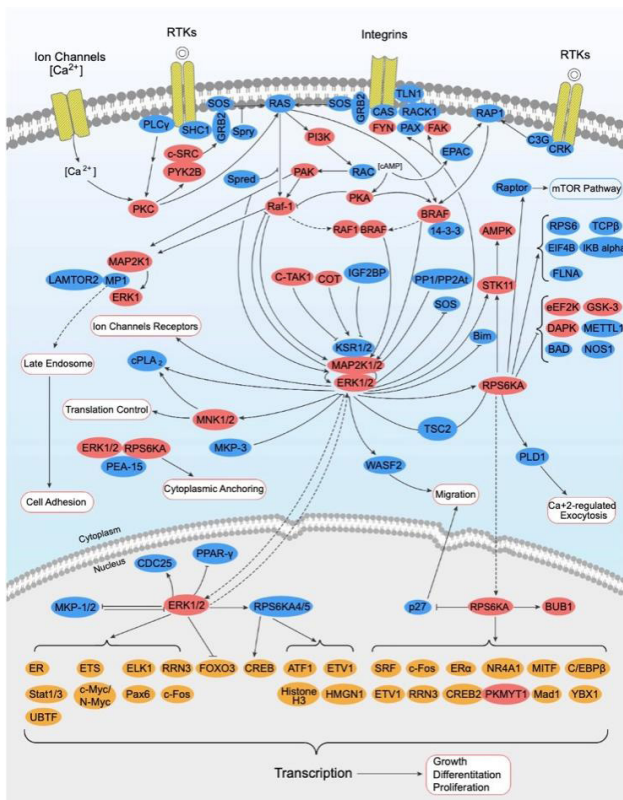 RTKs
Integrins
RTKs
Ion Channels
[Ca²⁺]
TLN1
SOS
RAS
SOS
GRB2
GRB2
CAS
RACK1
RAP1
PLCγ
SHC1
Spry
FYN
PAX
FAK
C3G
CRK
c-SRC
PI3K
EPAC
[Ca²⁺]
PYK2B
Spred
PAK
RAC
[cAMP]
Raptor
mTOR Pathway
PKC
Raf-1
PKA
BRAF
AMPK
RPS6
TCPβ
RAF1
BRAF
14-3-3
EIF4B
IKB alpha
MAP2K1
FLNA
LAMTOR2
MP1
C-TAK1
COT
IGF2BP
PP1/PP2At
STK11
ERK1
SOS
eEF2K
GSK-3
Ion Channels Receptors
DAPK
METTL1
KSR1/2
Bim
BAD
NOS1
Late Endosome
cPLA₂
MAP2K1/2
ERK1/2
RPS6KA
Translation Control
MNK1/2
TSC2
ERK1/2
RPS6KA
MKP-3
PLD1
PEA-15
WASF2
Cell Adhesion
Cytoplasmic Anchoring
Migration
Ca+2-regulated
Exocytosis
Cytoplasm
Nucleus
PPAR-γ
CDC25
MKP-1/2
ERK1/2
RPS6KA4/5
p27
RPS6KA
BUB1
ER
ETS
ELK1
RRN3
FOXO3
CREB
ATF1
ETV1
SRF
c-Fos
ERα
NR4A1
MITF
C/EBPβ
Stat1/3
c-Myc/
N-Myc
Pax6
c-Fos
Histone
H3
HMGN1
ETV1
RRN3
CREB2
PKMYT1
Mad1
YBX1
UBTF
Transcription
Growth
Differentitation
Proliferation